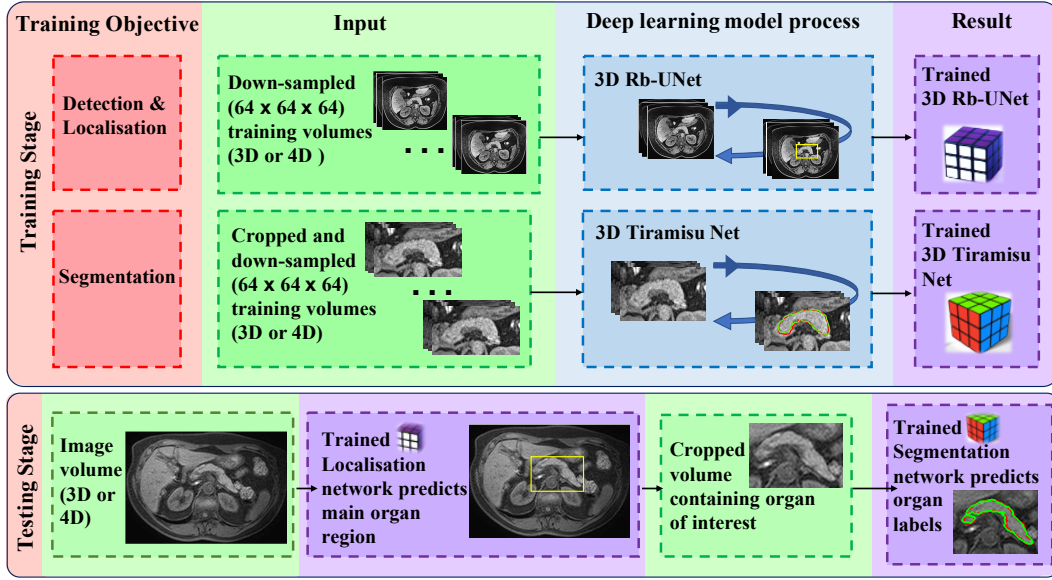 Training Objective
Input
Deep learning model process
Result
Training Stage
Detection &
Localisation
Down-sampled
(64 x 64 x 64)
training volumes
(3D or 4D )
. . .
3D Rb-UNet
Trained
3D Rb-UNet
Segmentation
Cropped and
down-sampled
(64 x 64 x 64)
training volumes
(3D or 4D)
. . .
3D Tiramisu Net
Trained
3D Tiramisu
Net
Testing Stage
Image
volume
(3D or
4D)
Trained
Localisation
network predicts
main organ
region
Cropped
volume
containing organ
of interest
Trained
Segmentation
network predicts
organ
labels